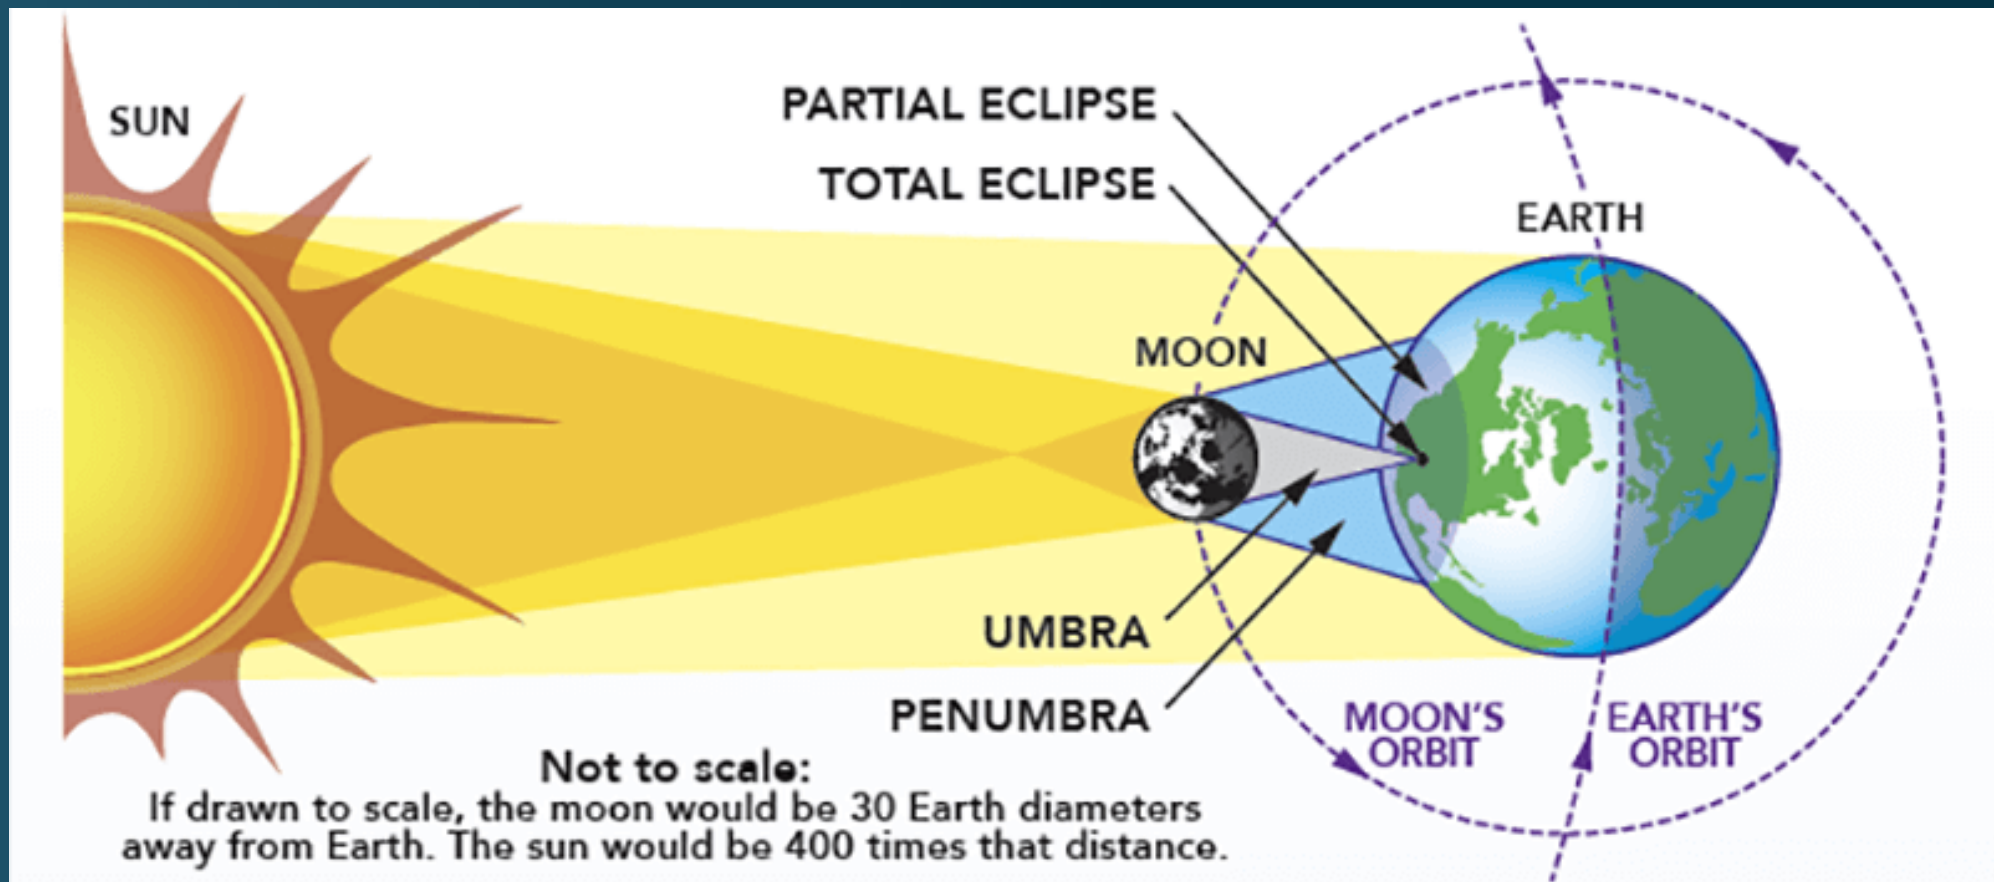 SUN
PARTIAL ECLIPSE
TOTAL ECLIPSE
EARTH
MOON
UMBRA
PENUMBRA
MOON'S
ORBIT
EARTH'S
ORBIT
Not to scale:
If drawn to scale, the moon would be 30 Earth diameters
away from Earth. The sun would be 400 times that distance.